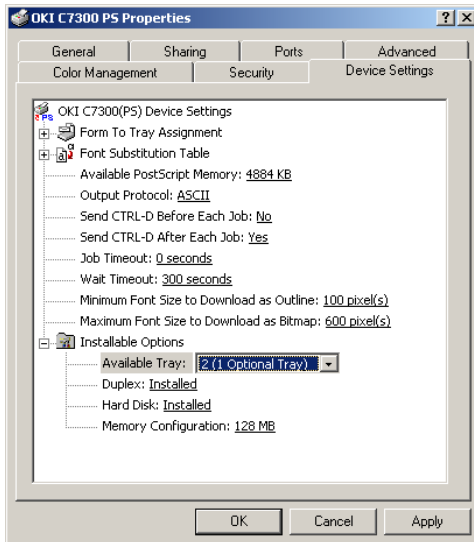 OKI C7300 PS Properties
General Sharing Ports Advanced
Color Management Security Device Settings
OKI C7300(PS) Device Settings
Form To Tray Assignment
Font Substitution Table
Available PostScript Memory: 4884 KB
Output Protocol: ASCII
Send CTRL-D Before Each Job: No
Send CTRL-D After Each Job: Yes
Job Timeout: 0 seconds
Wait Timeout: 300 seconds
Minimum Font Size to Download as Outline: 100 pixel(s)
Maximum Font Size to Download as Bitmap: 600 pixel(s)
Installable Options
Available Tray: 2 (1 Optional Tray)
Duplex: Installed
Hard Disk: Installed
Memory Configuration: 128 MB
OK Cancel Apply